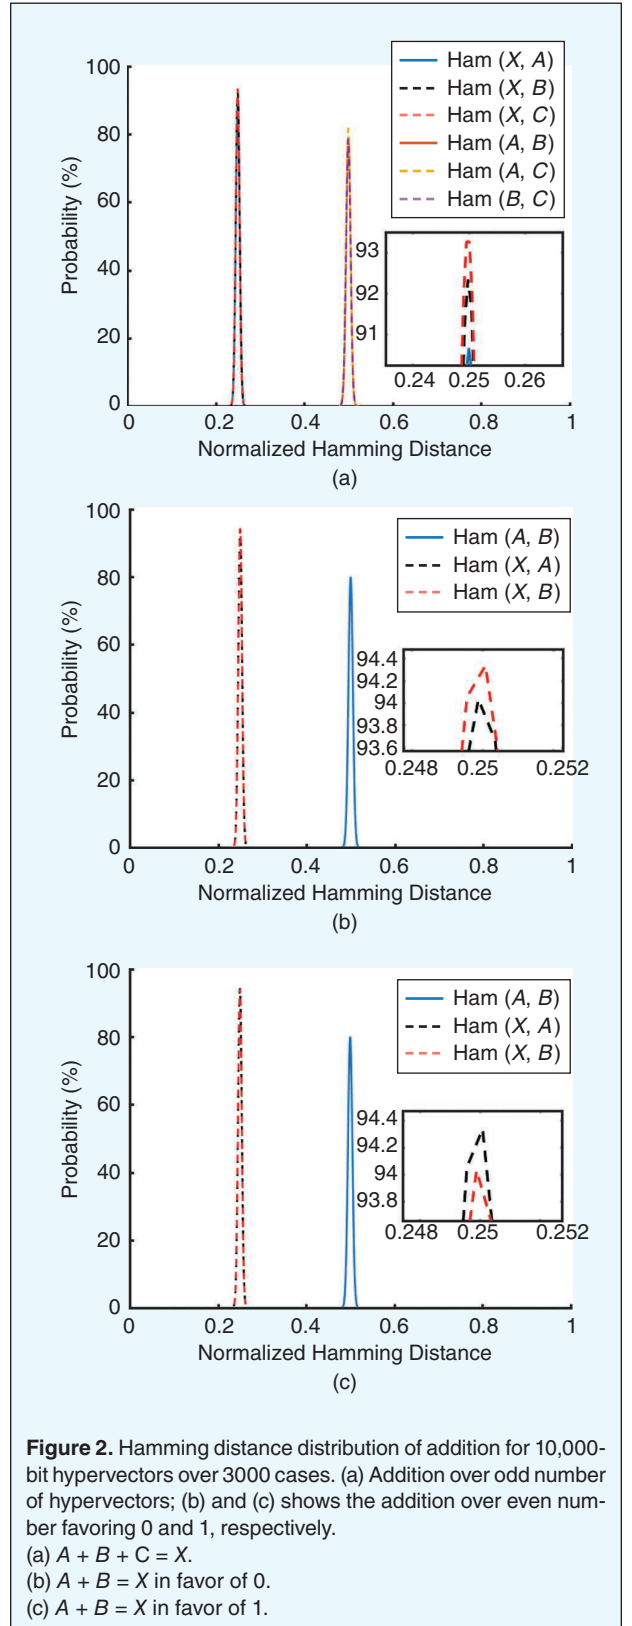 Ham (X, A)
Ham (X, B)
Ham (X, C)
Ham (A, B)
Ham (A, C)
Ham (B, C)
100
80
60
40
20
0
Probability (%)
93
92
91
0.24 0.25 0.26
0 0.2 0.4 0.6 0.8 1
Normalized Hamming Distance
(a)
Ham (A, B)
Ham (X, A)
Ham (X, B)
100
80
60
40
20
0
Probability (%)
94.4
94.2
94
93.8
93.6
0.248 0.25 0.252
0 0.2 0.4 0.6 0.8 1
Normalized Hamming Distance
(b)
Ham (A, B)
Ham (X, A)
Ham (X, B)
100
80
60
40
20
0
Probability (%)
94.4
94.2
94
93.8
0.248 0.25 0.252
0 0.2 0.4 0.6 0.8 1
Normalized Hamming Distance
(c)
Figure 2. Hamming distance distribution of addition for 10,000-
bit hypervectors over 3000 cases. (a) Addition over odd number
of hypervectors; (b) and (c) shows the addition over even num-
ber favoring 0 and 1, respectively.
(a) A + B + C = X.
(b) A + B = X in favor of 0.
(c) A + B = X in favor of 1.